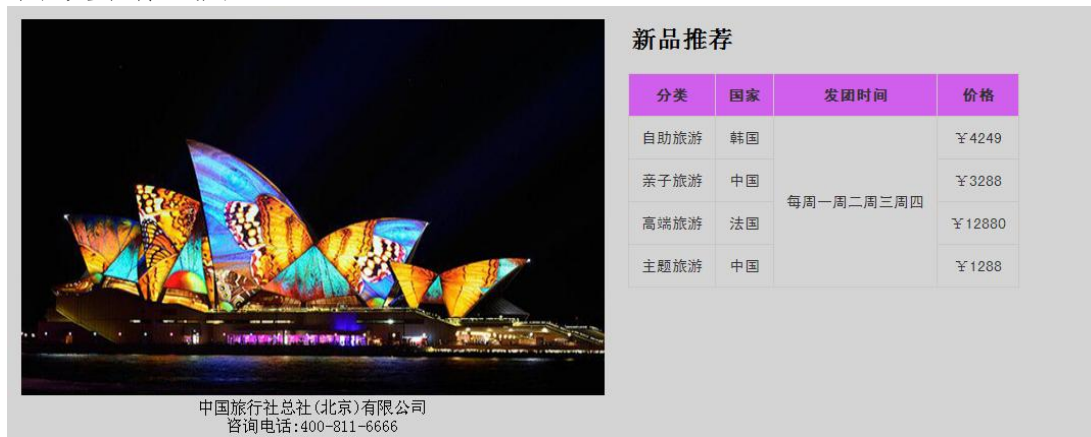 新品推荐
分类 国家 发团时间 价格
自助旅游 韩国 ￥4249
亲子旅游 中国 ￥3288
每周一周二周三周四
高端旅游 法国 ￥12880
主题旅游 中国 ￥1288
中国旅行社总社(北京)有限公司
咨询电话:400-811-6666